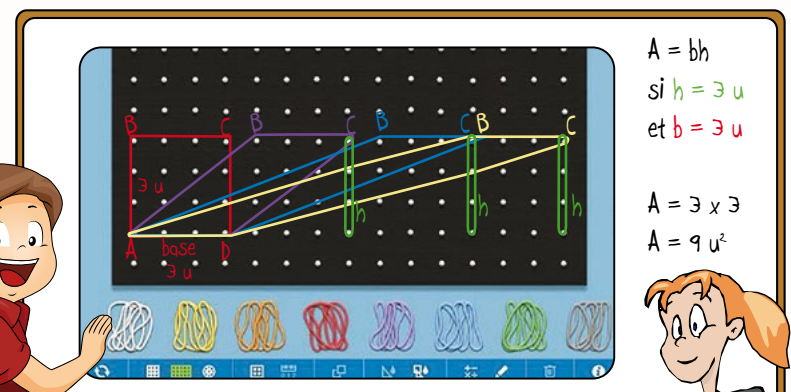 B C B C B C B C
3 u
h h h
A base D
3 u
A = bh
si h = 3 u
et b = 3 u
A = 3 x 3
A = 9 u²